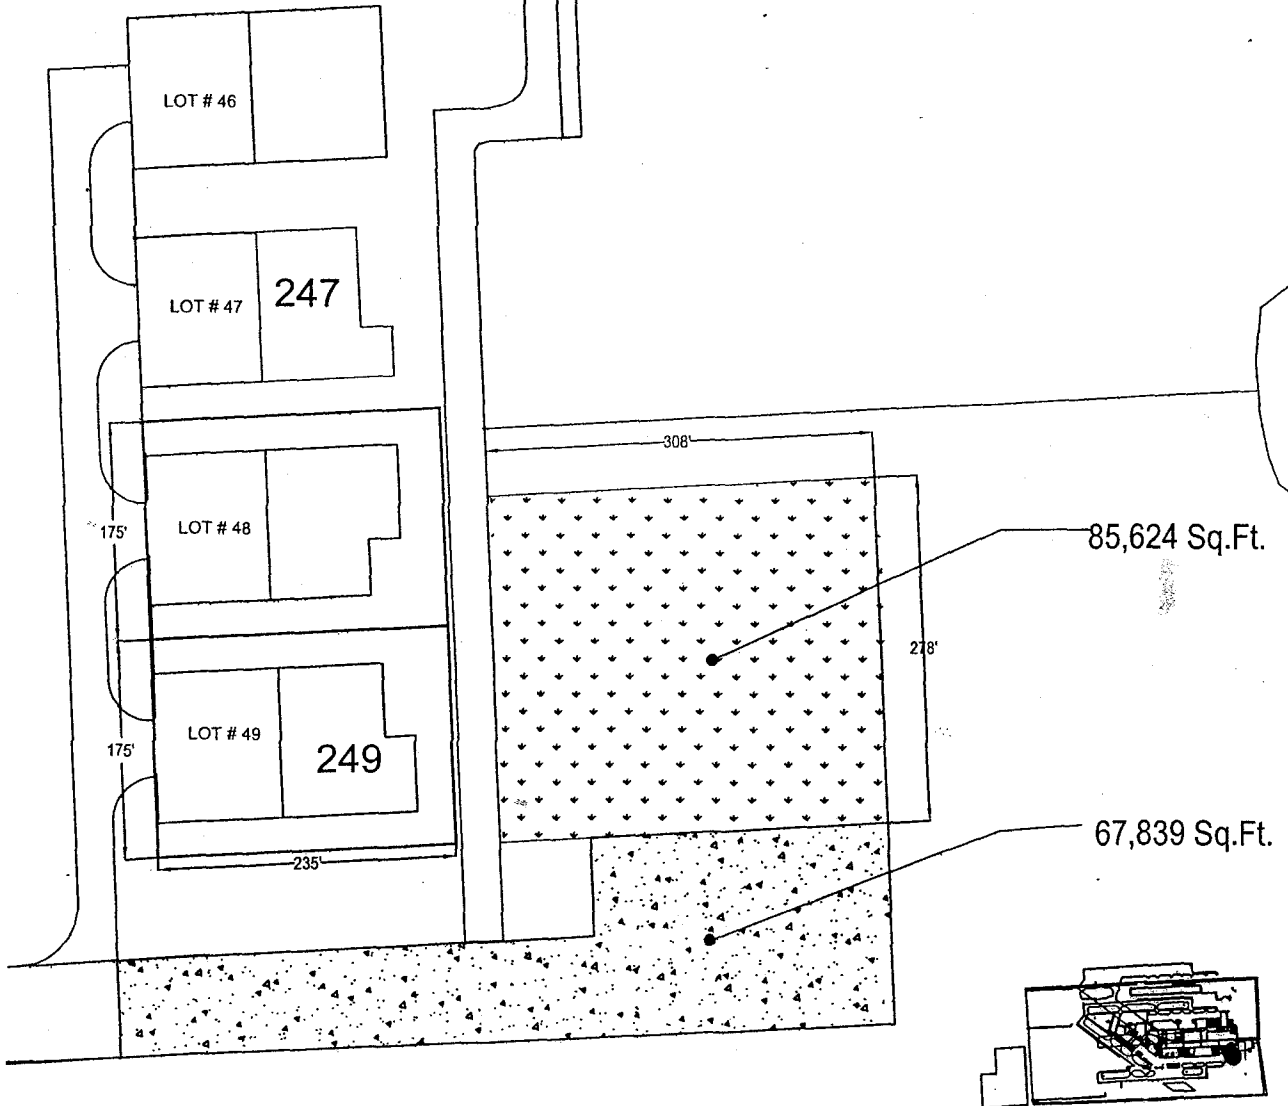 LOT # 46
LOT # 47
247
308'
175'
LOT # 48
85,624 Sq.Ft.
278'
175'
LOT # 49
249
67,839 Sq.Ft.
235'